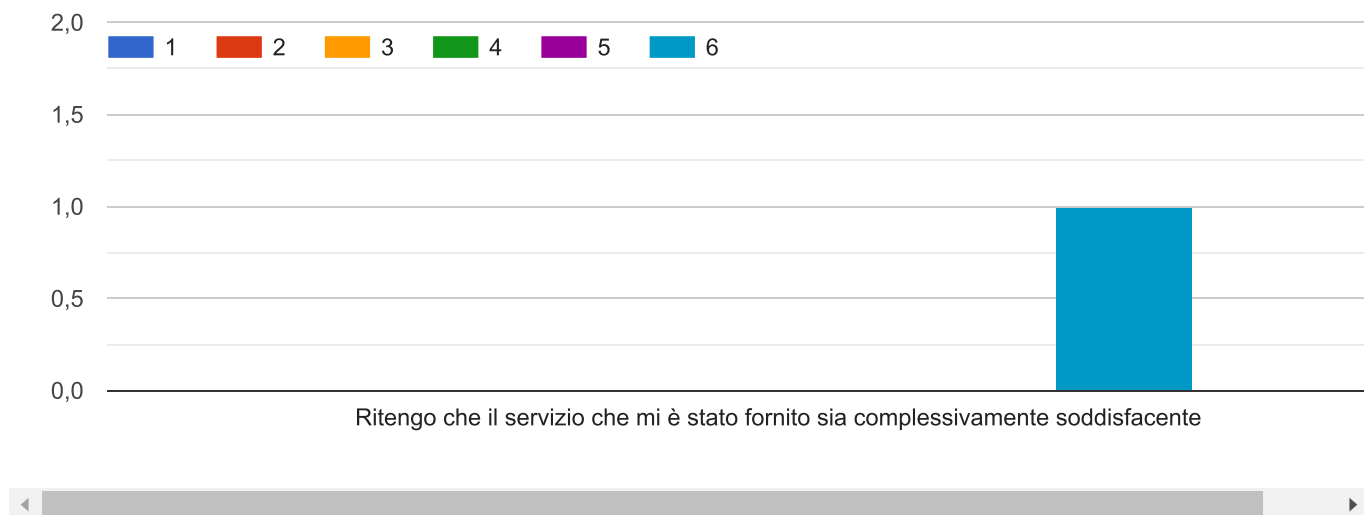 2,0
1 2 3 4 5 6
1,5
1,0
0,5
0,0
Ritengo che il servizio che mi è stato fornito sia complessivamente soddisfacente